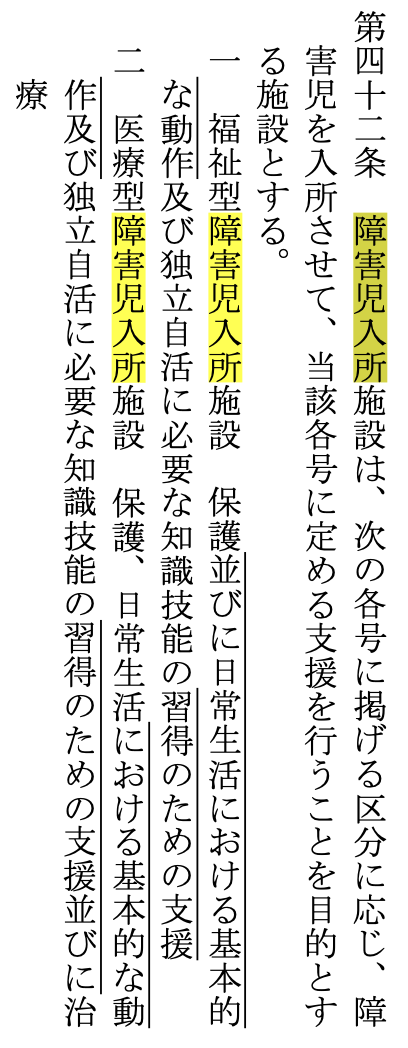 第四十二条　障害児入所施設は、次の各号に掲げる区分に応じ、障
害児を入所させて、当該各号に定める支援を行うことを目的とす
る施設とする。
一　福祉型障害児入所施設　保護並びに日常生活における基本的
な動作及び独立自活に必要な知識技能の習得のための支援
二　医療型障害児入所施設　保護、日常生活における基本的な動
作及び独立自活に必要な知識技能の習得のための支援並びに治
療